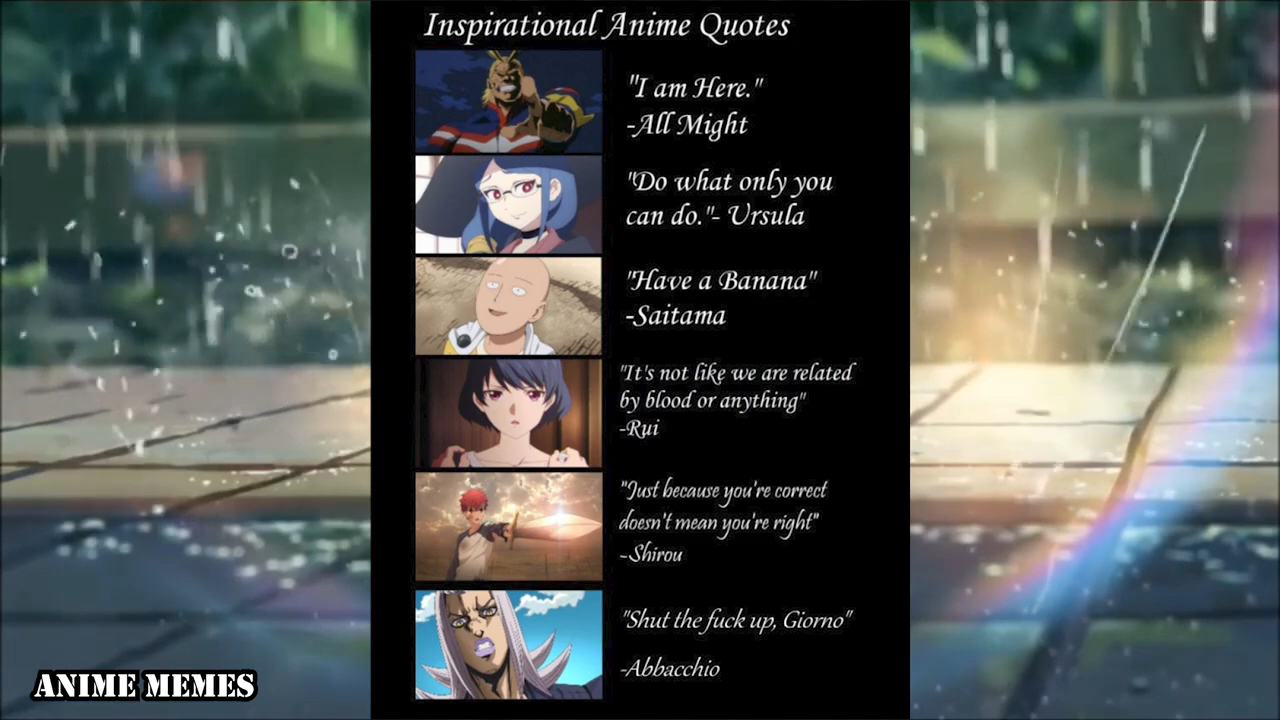 Inspirational Anime Quotes
"I am Here."
-All Might
"Do what only you
can do."- Ursula
"Have a Banana"
-Saitama
"It's not like we are related
by blood or anything"
-Rui
"Just because you're correct
doesn't mean you're right"
-Shirou
"Shut the fuck up, Giorno"
-Abbacchio
ANIME MEMES